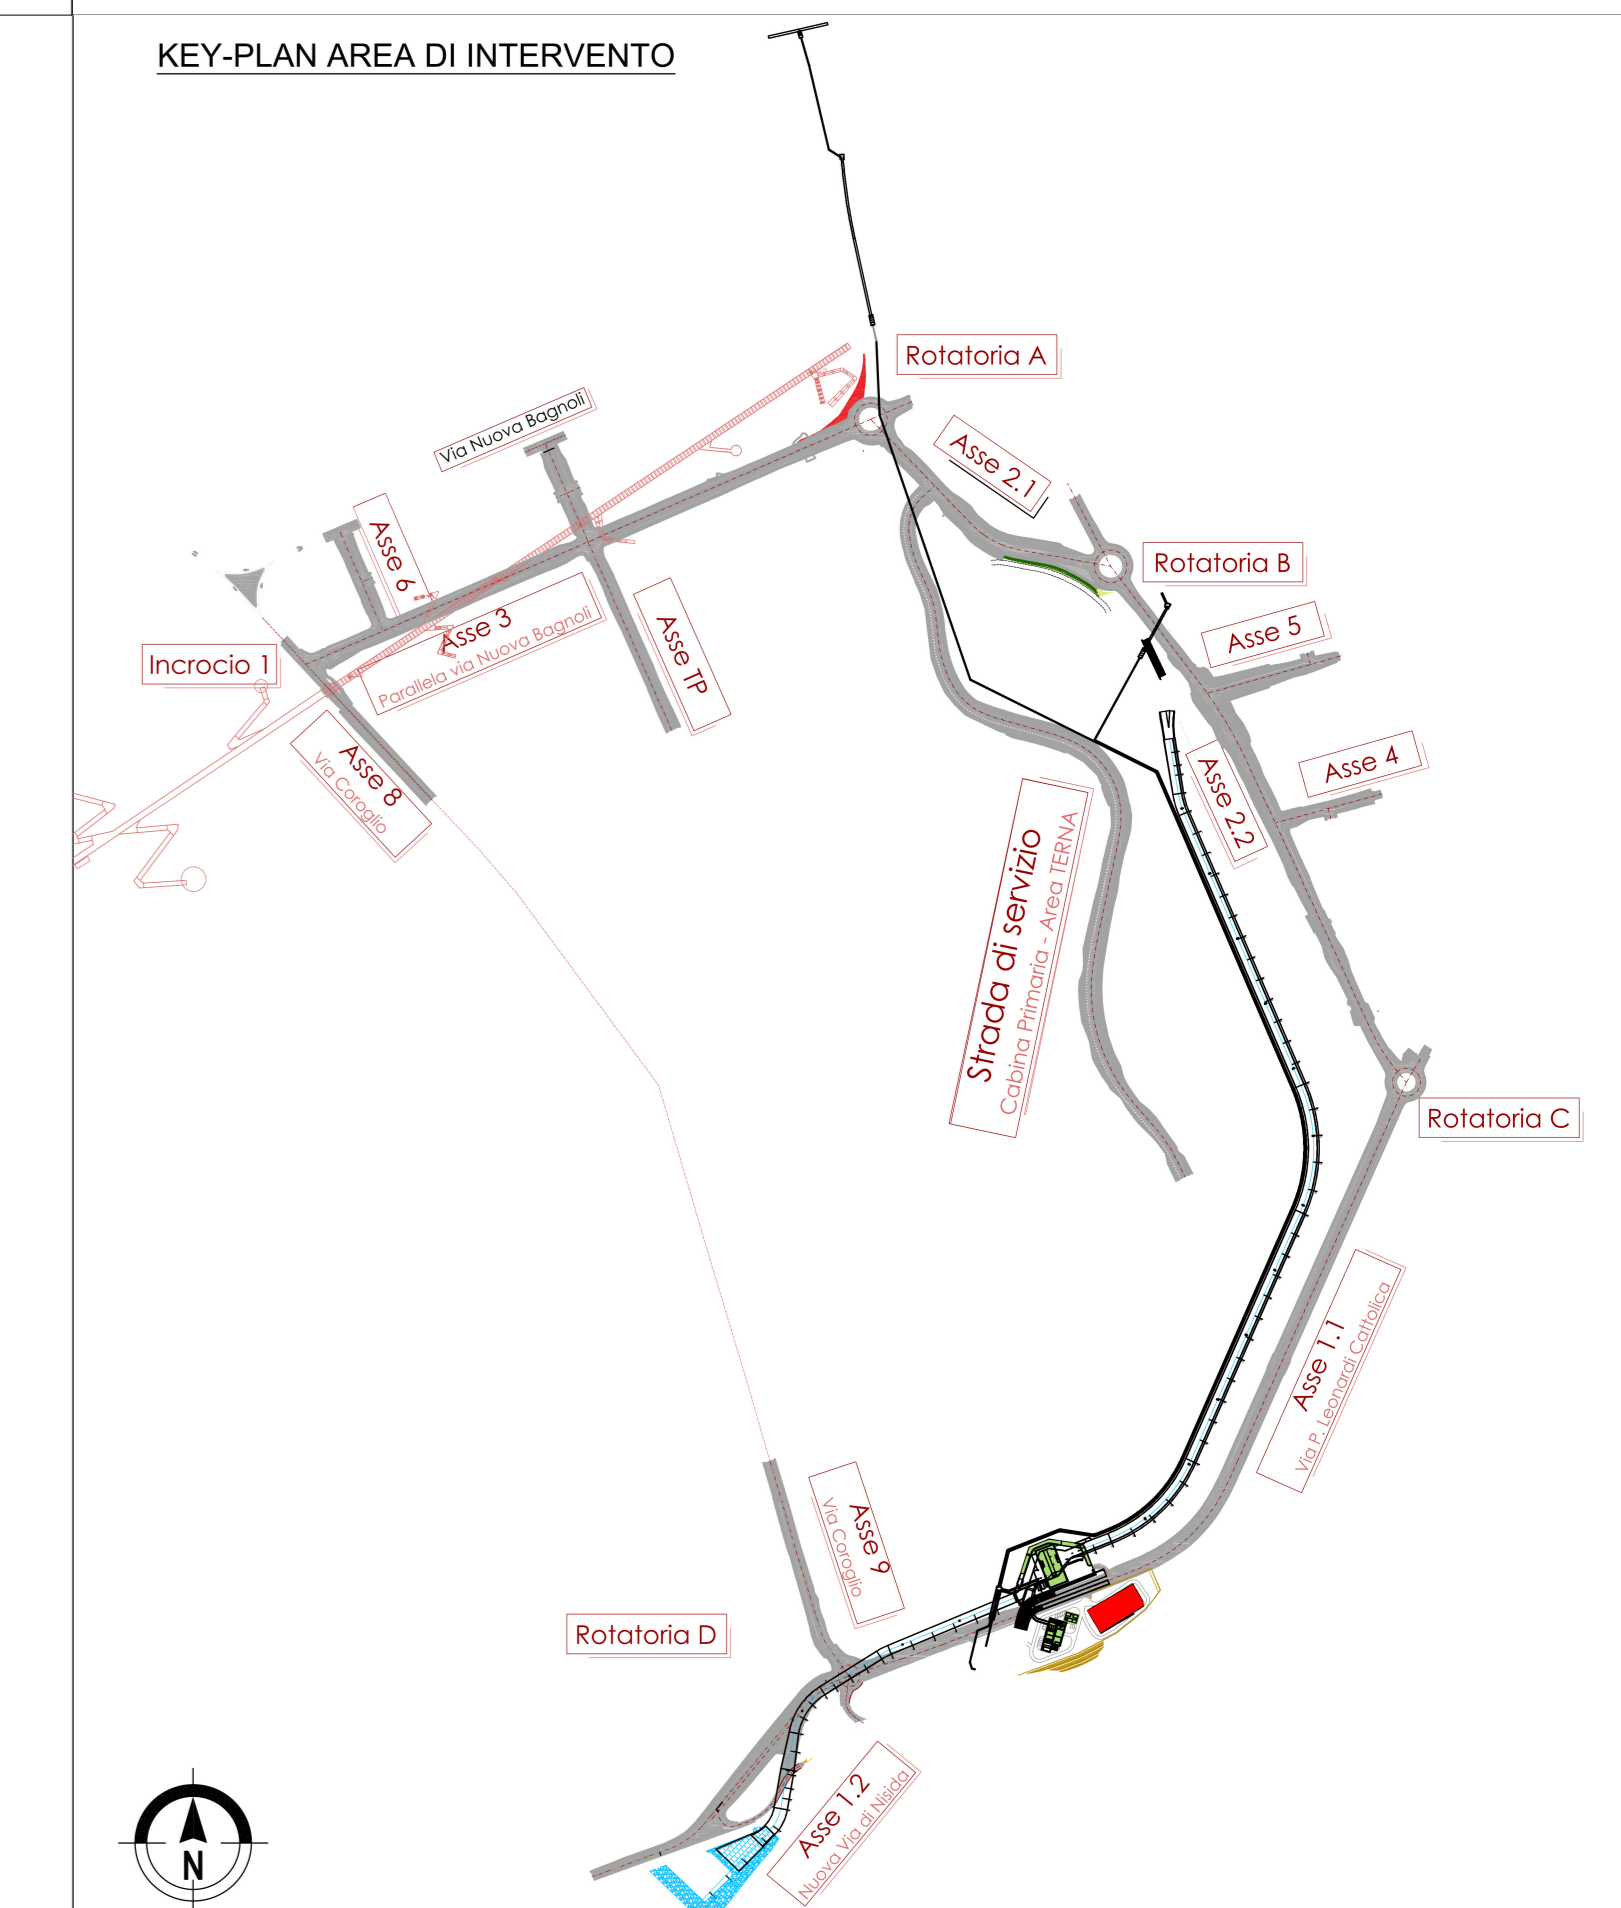 KEY-PLAN AREA DI INTERVENTO
Rotatoria A
Via Nuova Bagnoli
Asse 2.1
Asse 6
Rotatoria B
Asse 3
Parallela via Nuova Bagnoli
Asse TP
Asse 5
Incrocio 1
Asse 8
Via Coroglio
Asse 4
Asse 2.2
Strada di servizio
Cabina Primaria - Area TERNA
Rotatoria C
Asse 1.1
Via P. Leonardi Cattolica
Asse 9
Via Coroglio
Rotatoria D
Asse 1.2
Nuova Via di Nisida
N